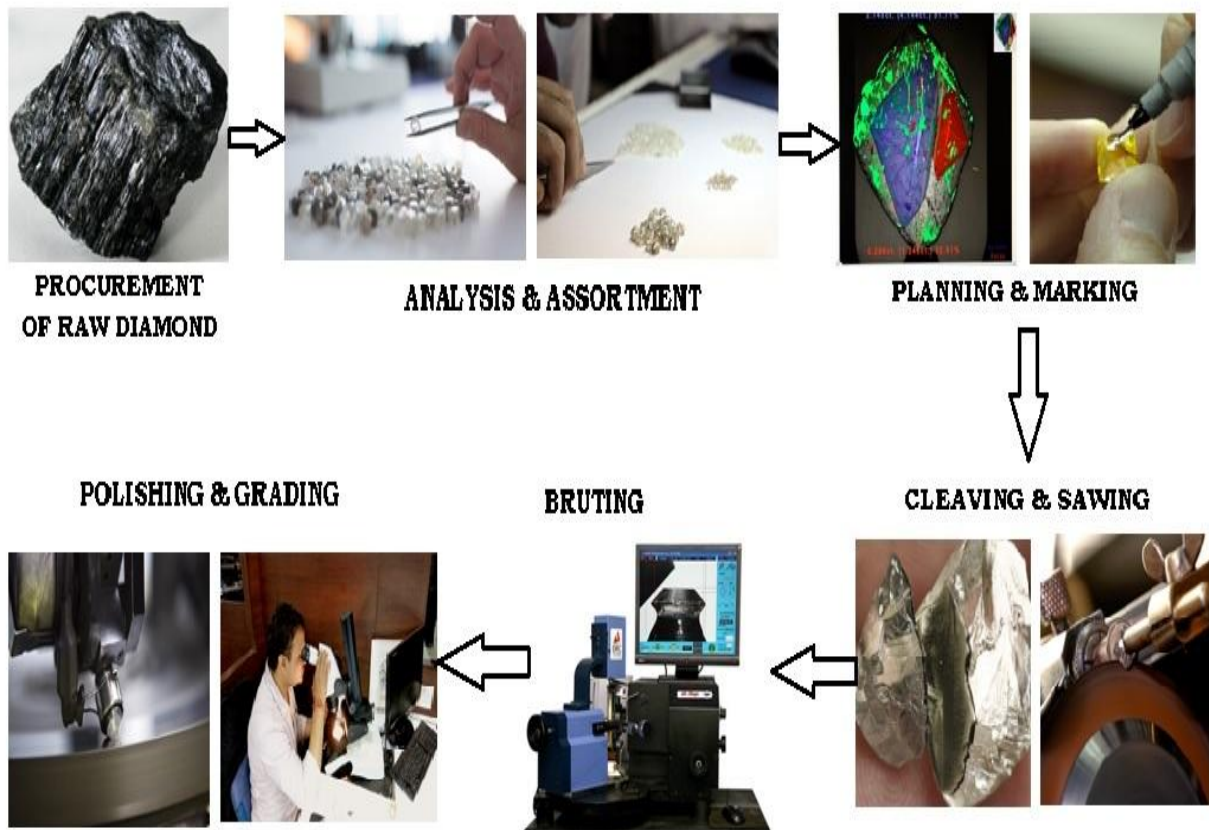 PROCUREMENT
OF RAW DIAMOND
ANALYSIS & ASSORTMENT
PLANNING & MARKING
CLEAVING & SAWING
BRUTING
POLISHING & GRADING